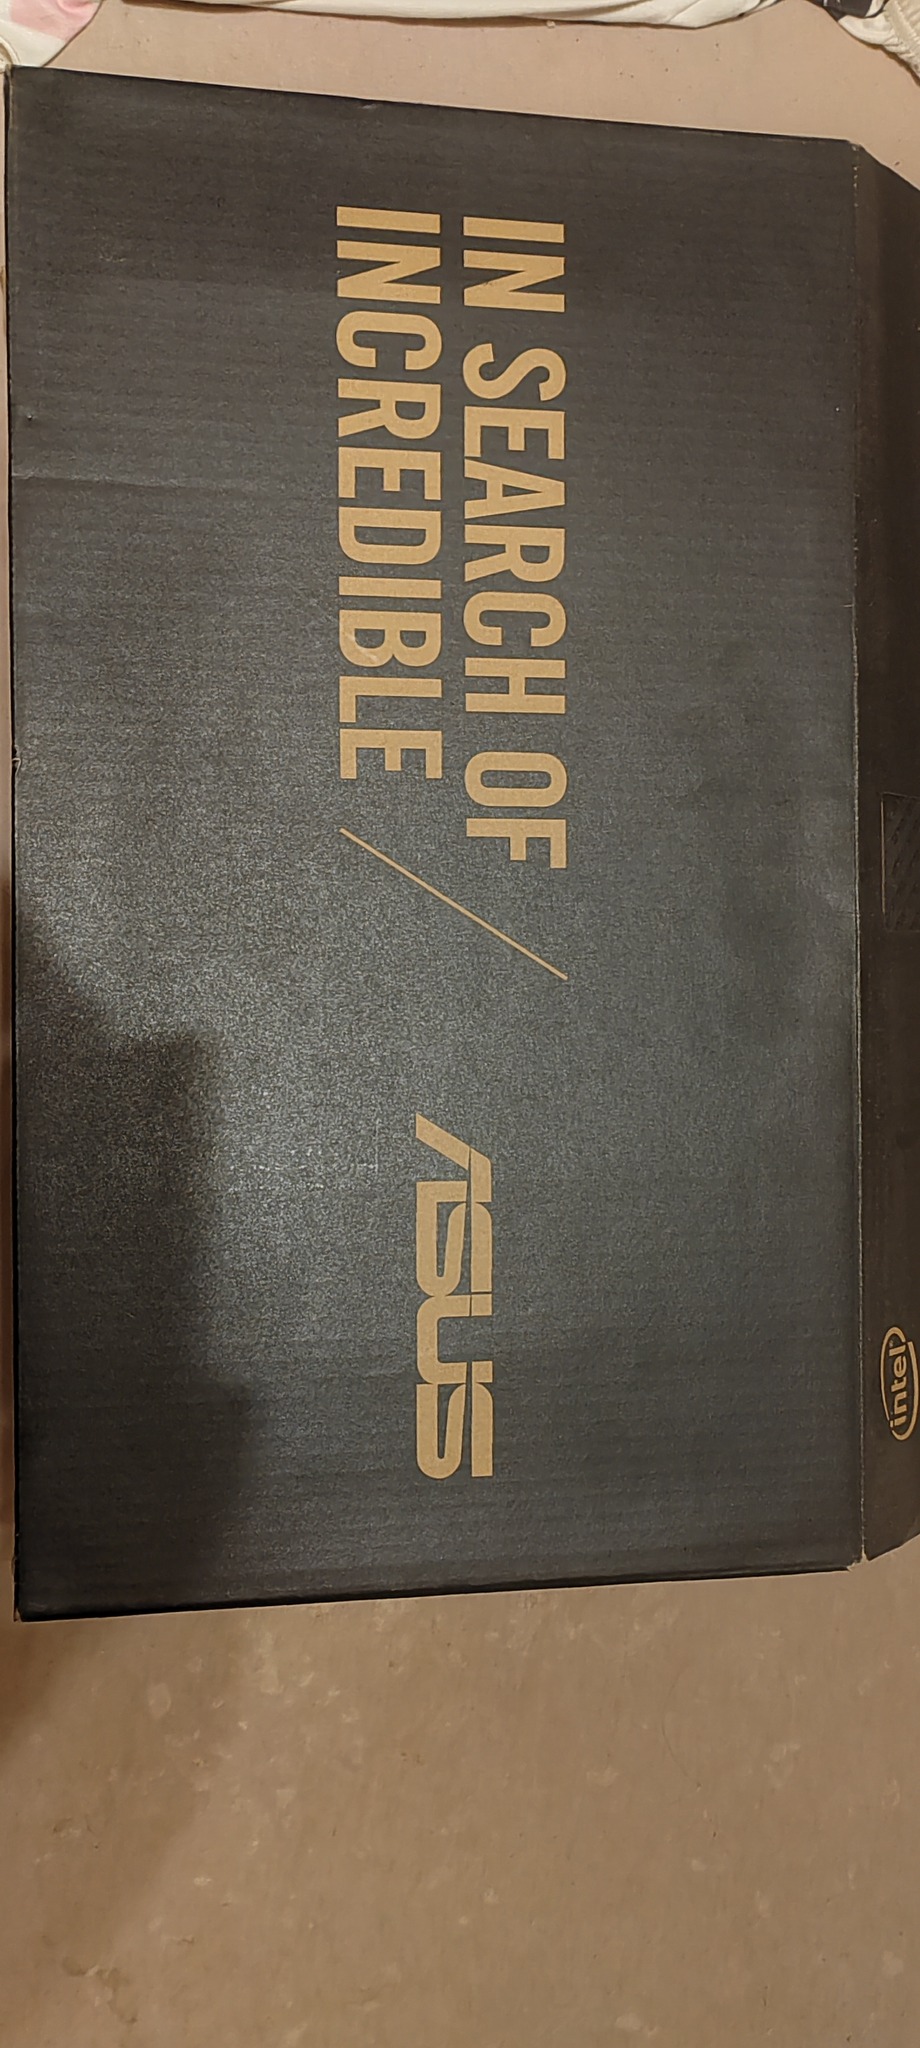 IN SEARCH OF
INCREDIBLE
ASUS
intel